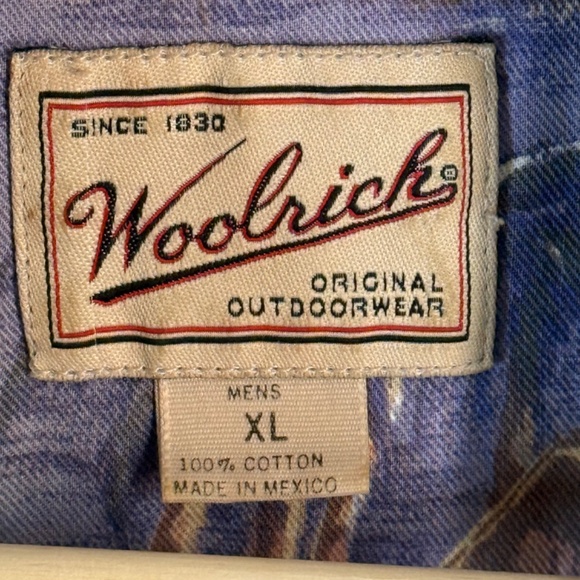 SINCE 1830
Woolrich®
ORIGINAL
OUTDOORWEAR
MENS
XL
100% COTTON
MADE IN MEXICO